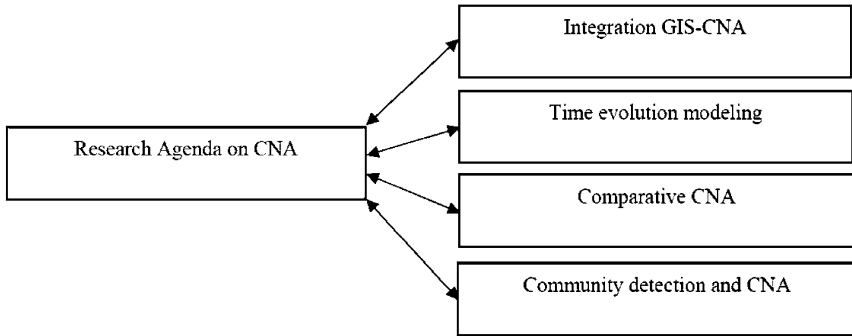 Integration GIS-CNA
Time evolution modeling
Research Agenda on CNA
Comparative CNA
Community detection and CNA